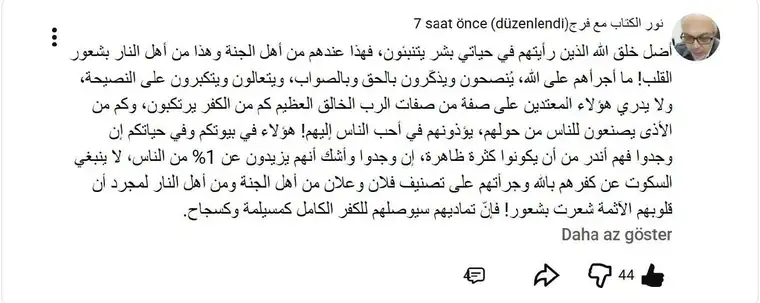 نور الكتاب مع فرج(düzenlendi) 7 saat önce
أضل خلق الله الذين رأيتهم في حياتي بشر يتنبئون، فهذا عندهم من أهل الجنة وهذا من أهل النار بشعور
القلب! ما أجرأهم على الله، يُنصحون ويذكّرون بالحق وبالصواب، ويتعالون ويتكبرون على النصيحة،
ولا يدري هؤلاء المعتدين على صفة من صفات الرب الخالق العظيم كم من الكفر يرتكبون، وكم من
الأذى يصنعون للناس من حولهم، يؤذونهم في أحب الناس إليهم! هؤلاء في بيوتكم وفي حياتكم إن
وجدوا فهم أندر من أن يكونوا كثرة ظاهرة، إن وجدوا وأشك أنهم يزيدون عن 1% من الناس، لا ينبغي
السكوت عن كفرهم بالله وجرأتهم على تصنيف فلان وعلان من أهل الجنة ومن أهل النار لمجرد أن
قلوبهم الآثمة شعرت بشعور! فإنّ تماديهم سيوصلهم للكفر الكامل كمسيلمة وكسجاح.
Daha az göster
44
4